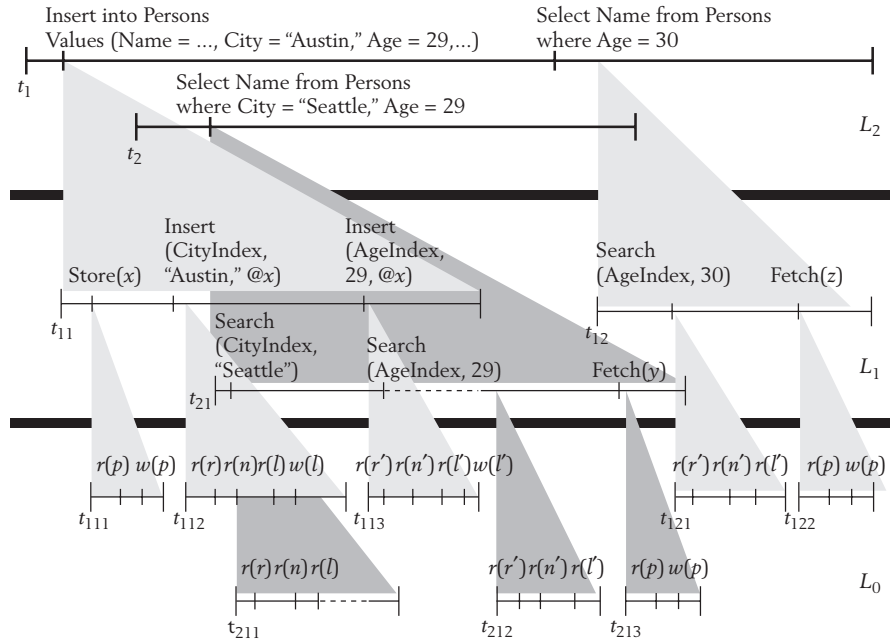 Insert into Persons
Values (Name = ..., City = “Austin,” Age = 29,...)
Select Name from Persons
where Age = 30
t1
Select Name from Persons
where City = “Seattle,” Age = 29
t2
L2
Store(x)
Insert
(CityIndex,
“Austin,” @x)
Insert
(AgeIndex,
29, @x)
Search
(AgeIndex, 30)
Fetch(z)
t11
t12
Search
(CityIndex,
“Seattle”)
Search
(AgeIndex, 29)
Fetch(y)
t21
L1
r(p) w(p)
r(r)r(n)r(l) w(l)
r(r′)r(n′) r(l′)w(l′)
r(r′)r(n′) r(l′)
r(p) w(p)
t111
t112
t113
t121
t122
r(r)r(n)r(l)
r(r′)r(n′) r(l′)
r(p) w(p)
L0
t211
t212
t213